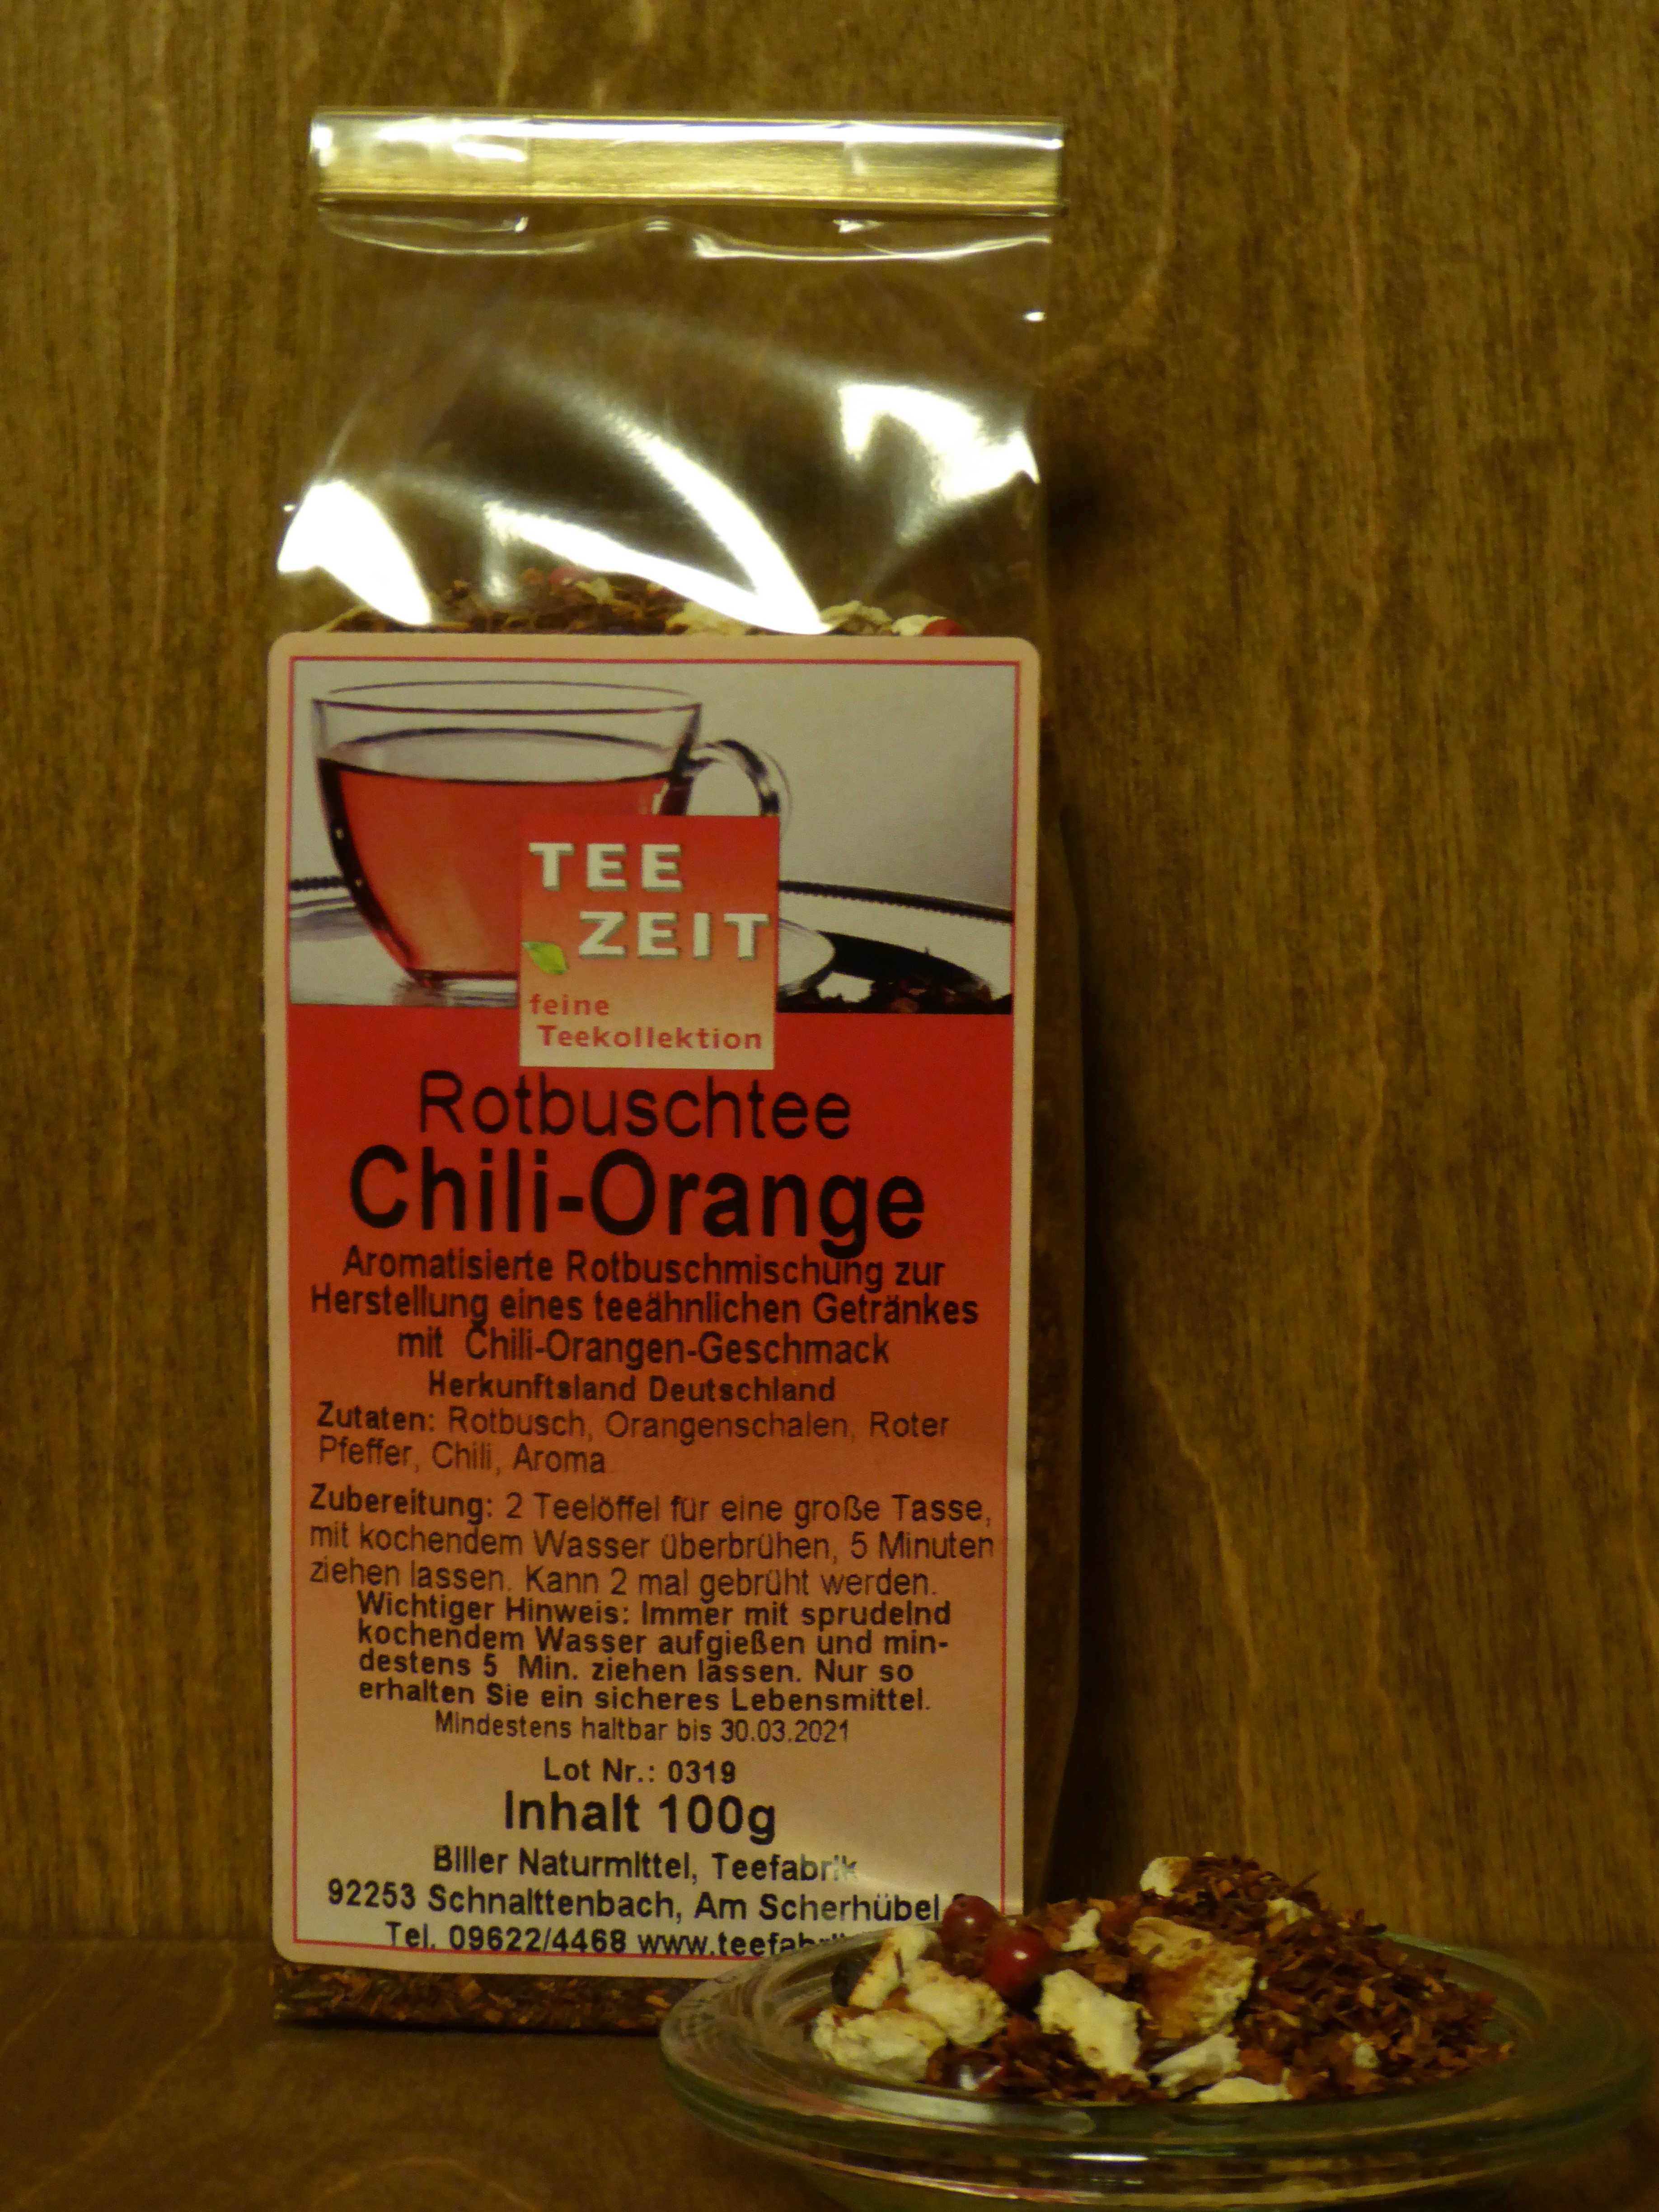 TEE
ZEIT
feine
Teekollektion
Rotbuschtee
Chili-Orange
Aromatisierte Rotbuschmischung zur
Herstellung eines teeähnlichen Getränkes
mit Chili-Orangen-Geschmack
Herkunftsland Deutschland
Zutaten: Rotbusch, Orangenschalen, Roter
Pfeffer, Chili, Aroma
Zubereitung: 2 Teelöffel für eine große Tasse,
mit kochendem Wasser überbrühen, 5 Minuten
ziehen lassen. Kann 2 mal gebrüht werden.
Wichtiger Hinweis: Immer mit sprudelnd
kochendem Wasser aufgießen und min-
destens 5 Min. ziehen lassen. Nur so
erhalten Sie ein sicheres Lebensmittel.
Mindestens haltbar bis 30.03.2021
Lot Nr.: 0319
Inhalt 100g
Biller Naturmittel, Teefabrik
92253 Schnaittenbach, Am Scherhübel
Tel. 09622/4468